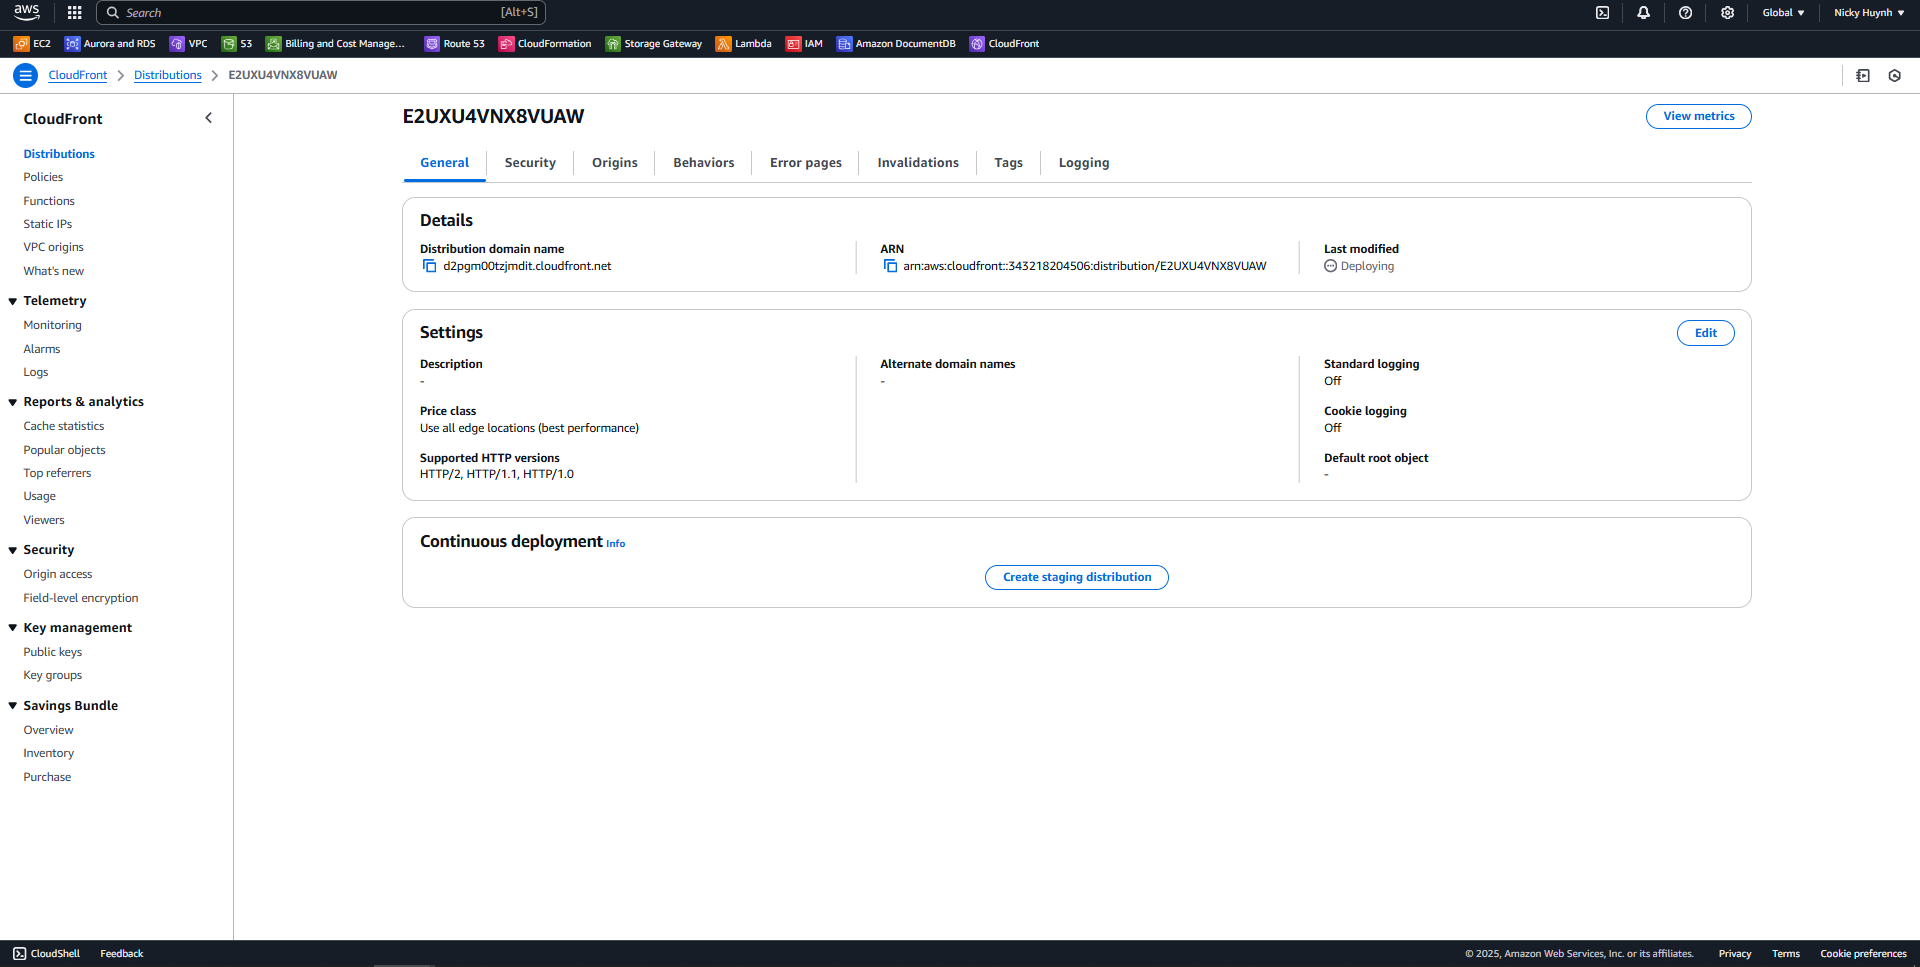 aws Search [Alt+S] Global Nicky Huynh
EC2 Aurora and RDS VPC S3 Billing and Cost Manage... Route 53 CloudFormation Storage Gateway Lambda IAM Amazon DocumentDB CloudFront
CloudFront Distributions E2UXU4VNX8VUAW
CloudFront
Distributions
Policies
Functions
Static IPs
VPC origins
What's new
Telemetry
Monitoring
Alarms
Logs
Reports & analytics
Cache statistics
Popular objects
Top referrers
Usage
Viewers
Security
Origin access
Field-level encryption
Key management
Public keys
Key groups
Savings Bundle
Overview
Inventory
Purchase
E2UXU4VNX8VUAW
View metrics
General Security Origins Behaviors Error pages Invalidations Tags Logging
Details
Distribution domain name
d2pgm00tzjmdit.cloudfront.net
ARN
arn:aws:cloudfront::343218204506:distribution/E2UXU4VNX8VUAW
Last modified
Deploying
Settings
Edit
Description
-
Price class
Use all edge locations (best performance)
Supported HTTP versions
HTTP/2, HTTP/1.1, HTTP/1.0
Alternate domain names
-
Standard logging
Off
Cookie logging
Off
Default root object
-
Continuous deployment Info
Create staging distribution
CloudShell Feedback © 2025, Amazon Web Services, Inc. or its affiliates. Privacy Terms Cookie preferences